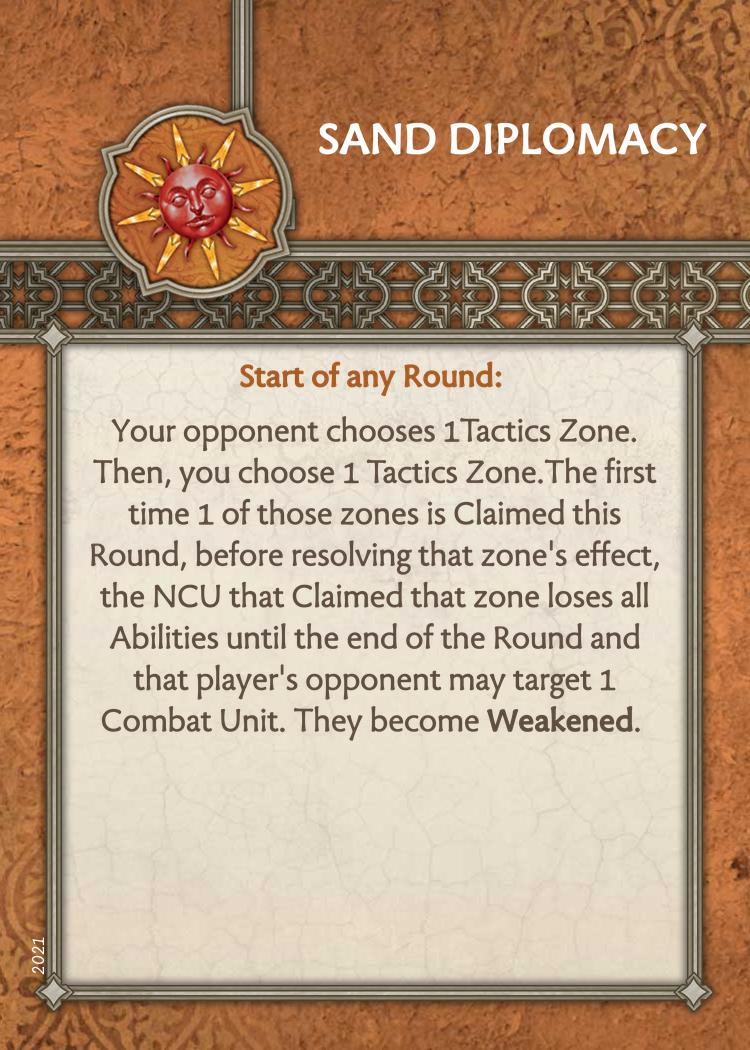 SAND DIPLOMACY
Start of any Round:
Your opponent chooses 1Tactics Zone.
Then, you choose 1 Tactics Zone.The first
time 1 of those zones is Claimed this
Round, before resolving that zone's effect,
the NCU that Claimed that zone loses all
Abilities until the end of the Round and
that player's opponent may target 1
Combat Unit. They become Weakened.
2021